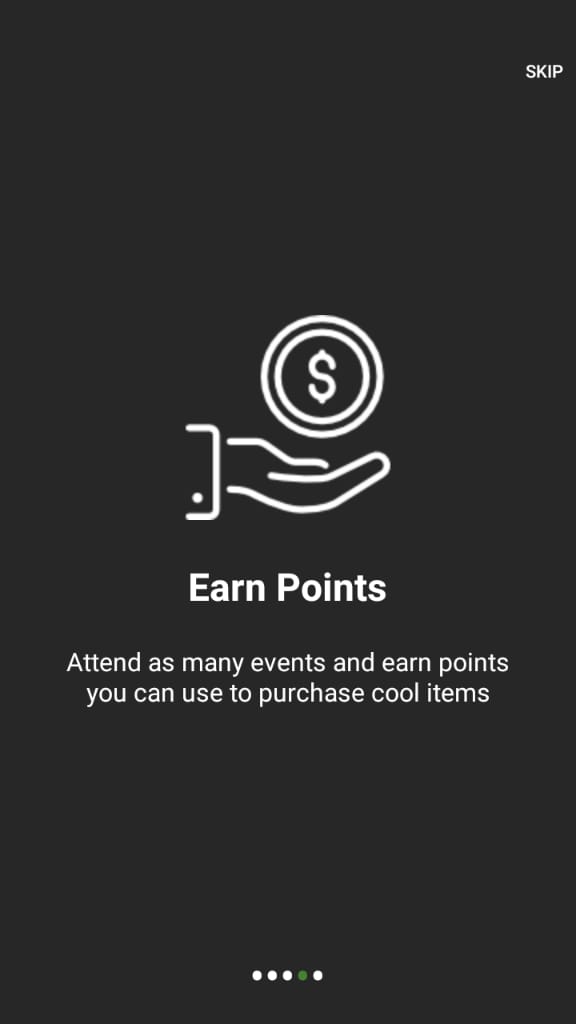 SKIP
$
Earn Points
Attend as many events and earn points
you can use to purchase cool items